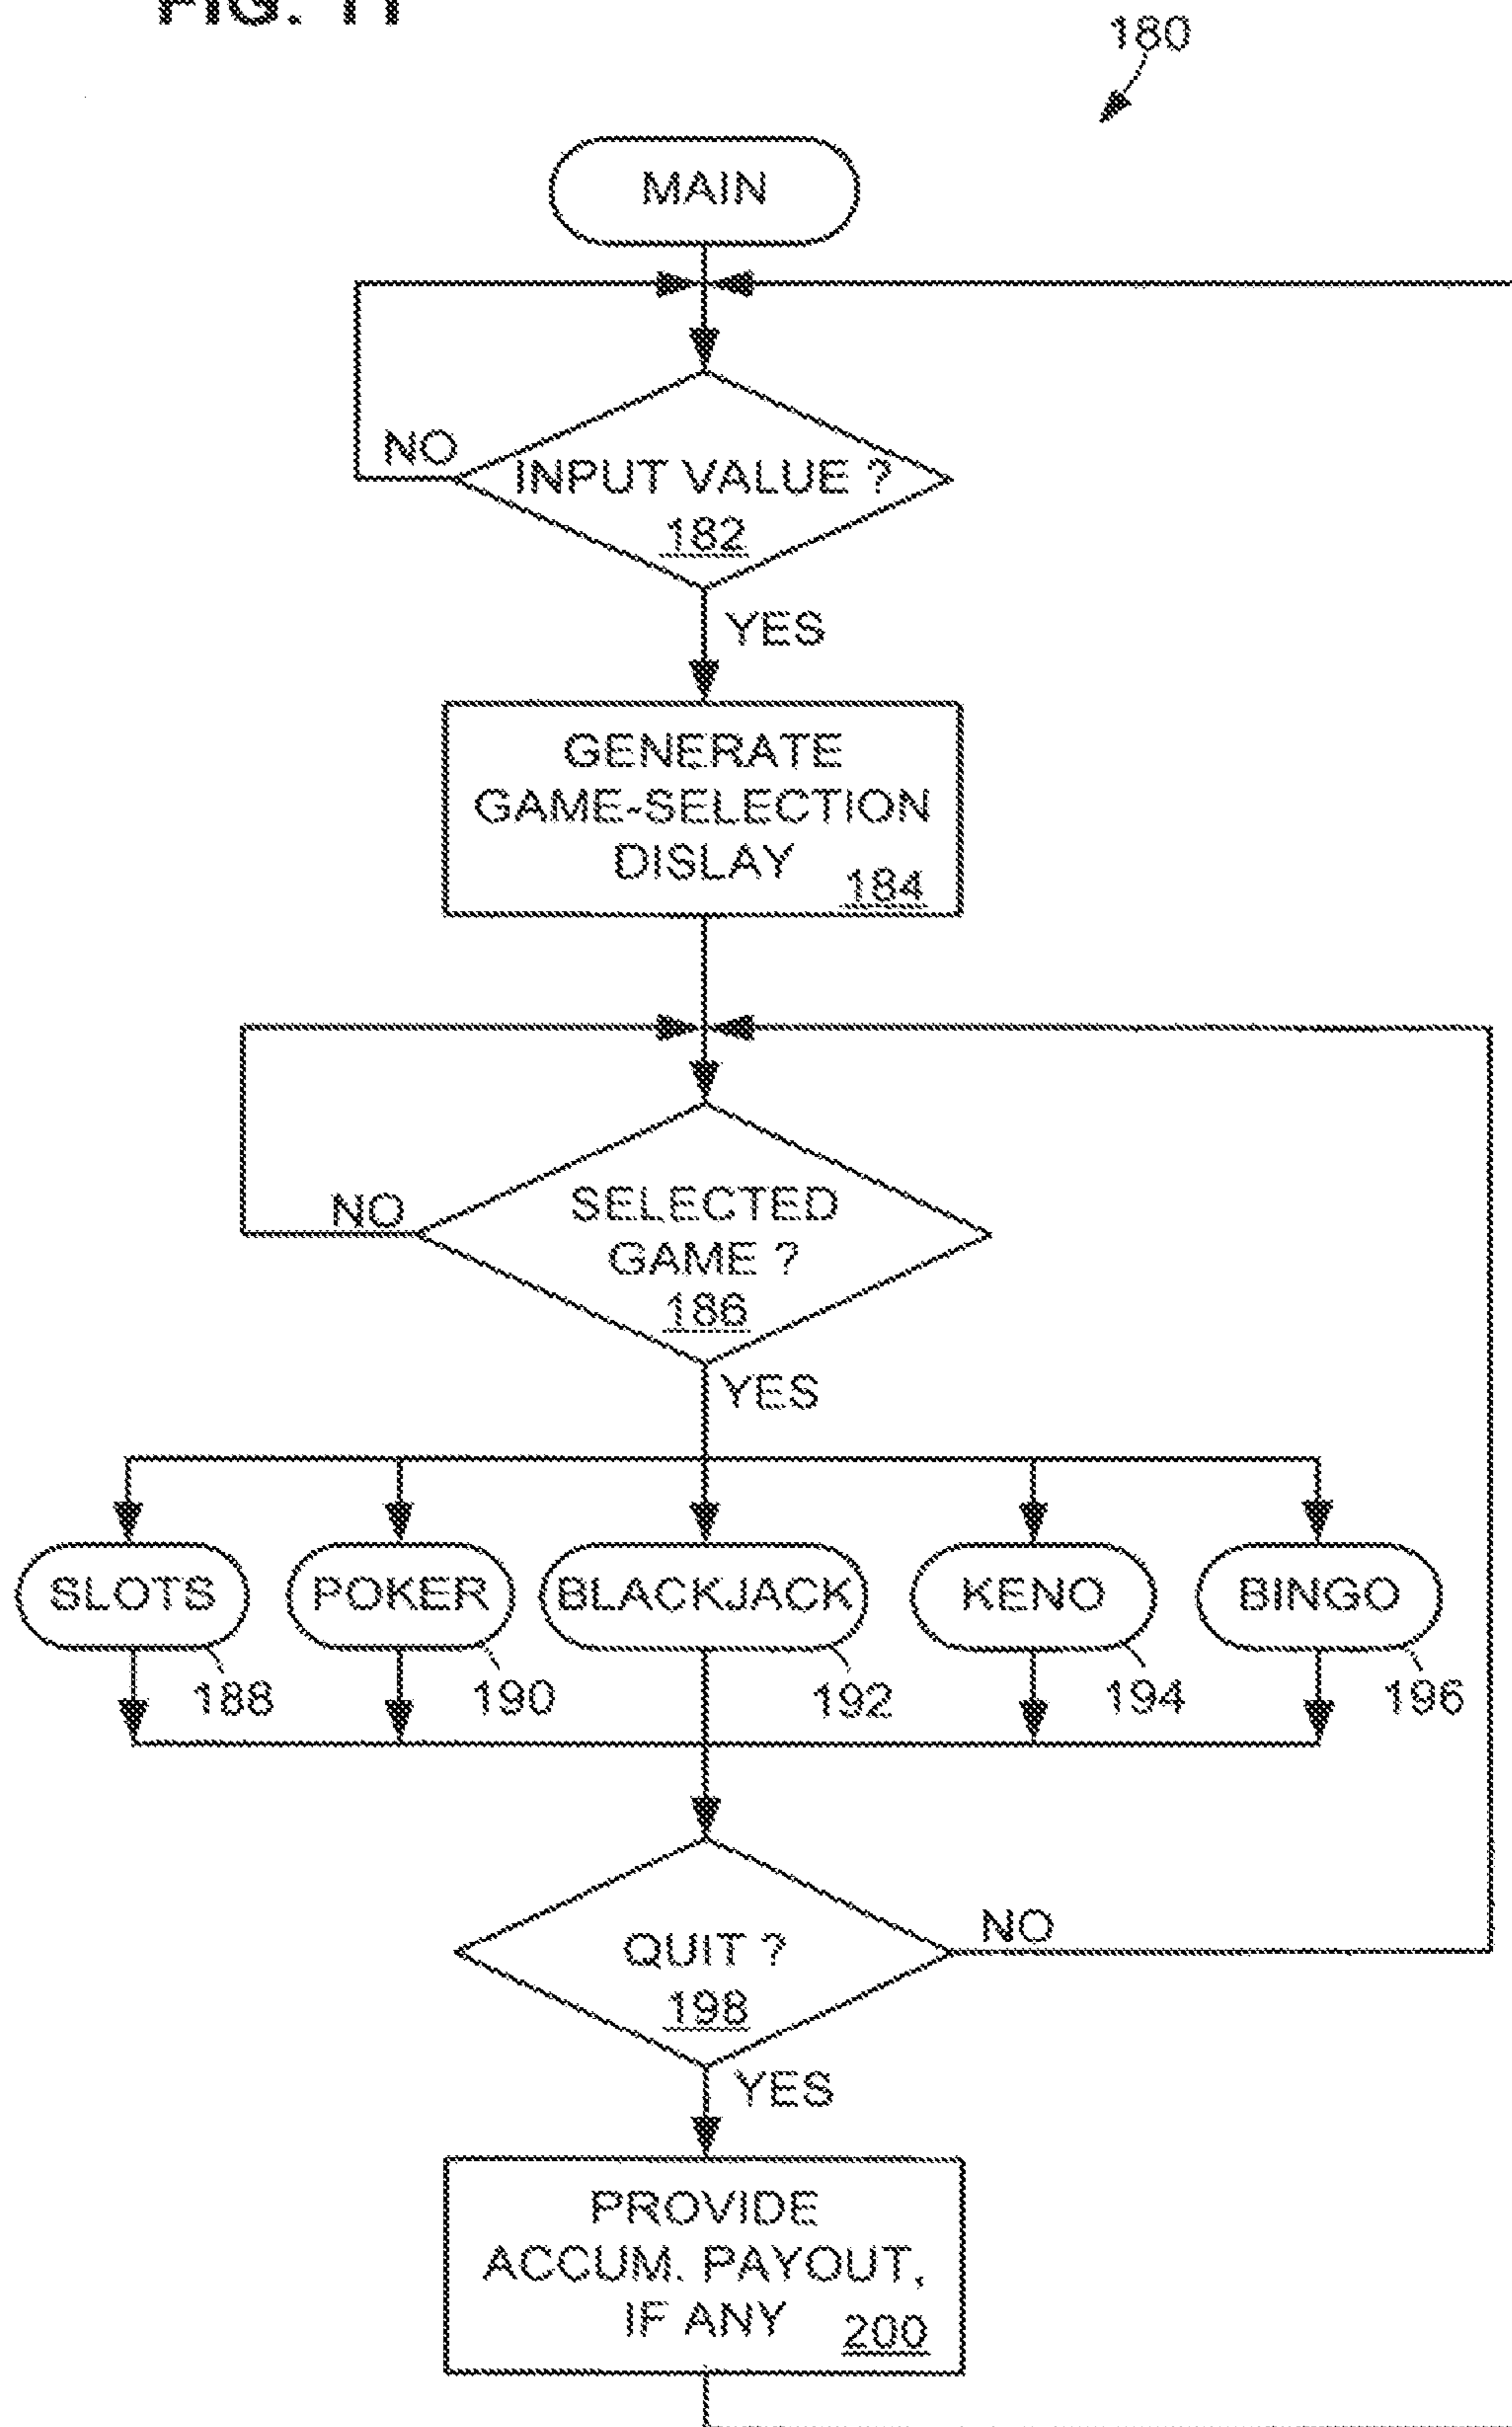 FIG. 11
180
MAIN
NO
INPUT VALUE ?
182
YES
GENERATE
GAME-SELECTION
DISLAY
184
NO
SELECTED
GAME ?
186
YES
SLOTS
POKER
BLACKJACK
KENO
BINGO
188
190
192
194
196
QUIT ?
NO
198
YES
PROVIDE
ACCUM. PAYOUT,
IF ANY
200